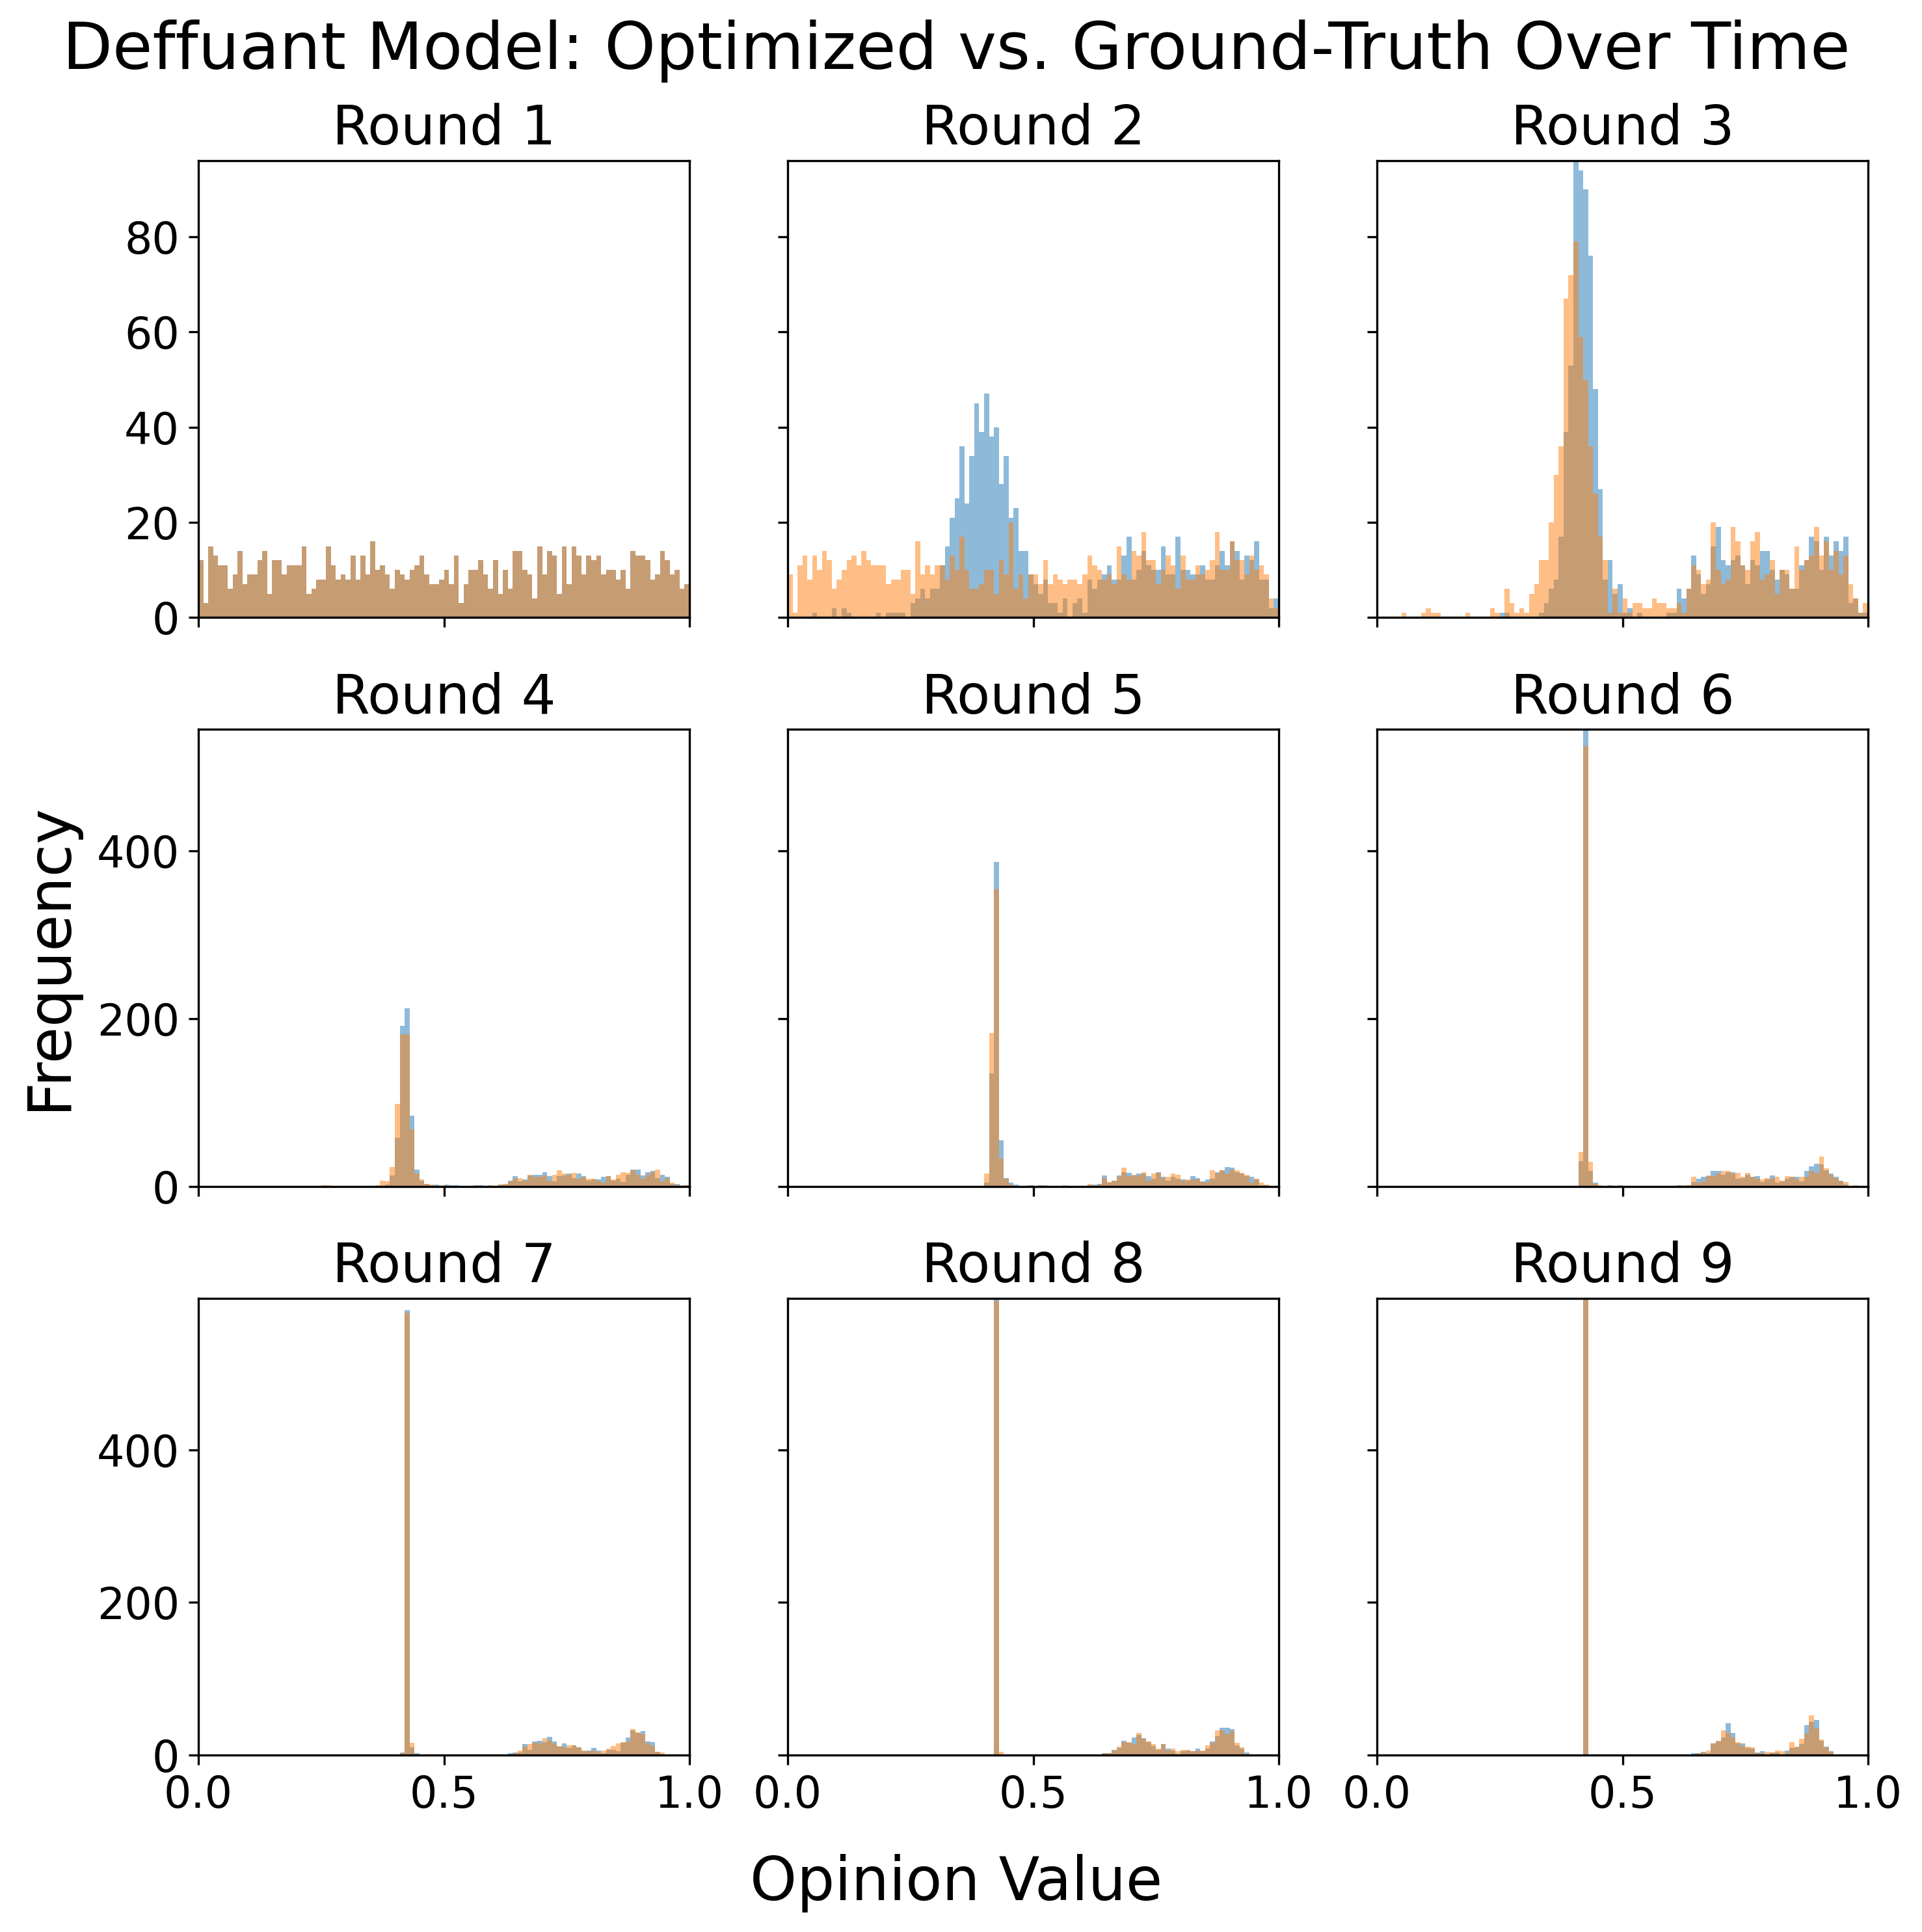 Deffuant Model: Optimized vs. Ground-Truth Over Time
Round 1
Round 2
Round 3
80
60
40
20
0
Round 4
Round 5
Round 6
Frequency
400
200
0
Round 7
Round 8
Round 9
400
200
0
0.0 0.5 1.0 0.0 0.5 1.0 0.0 0.5 1.0
Opinion Value